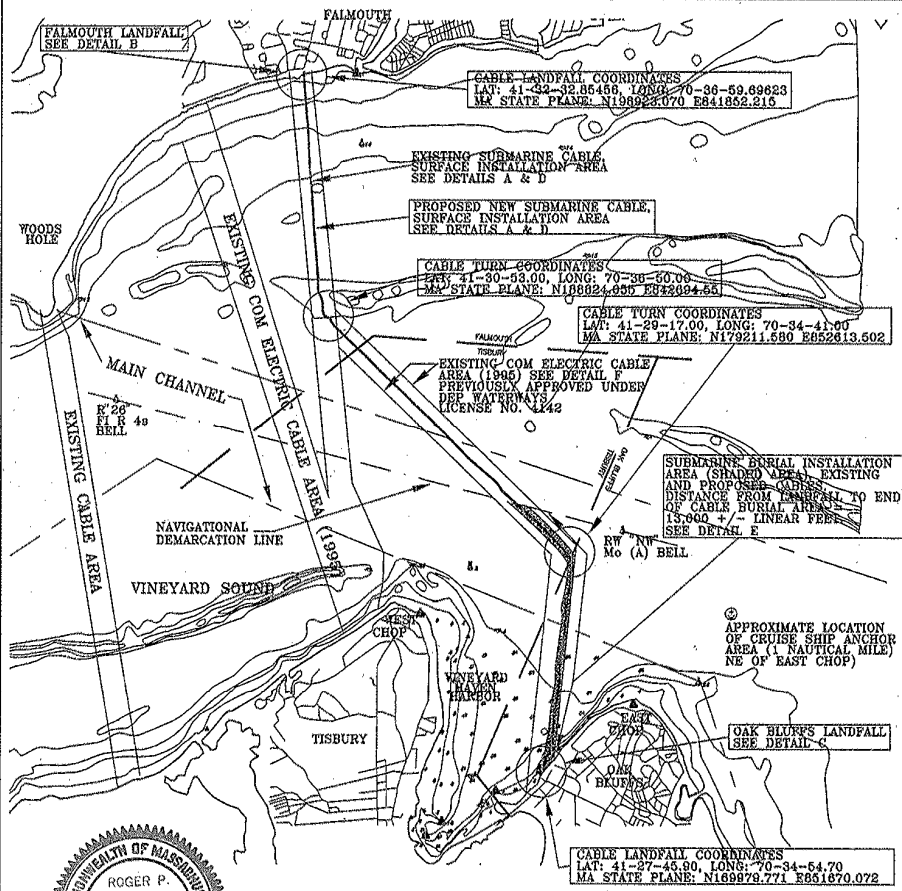 FALMOUTH
FALMOUTH LANDFALL
SEE DETAIL B
CABLE LANDFALL COORDINATES
LAT: 41-32-32.85456, LONG: 70-36-59.69623
MA STATE PLANE: N198923.070 E841852.215
EXISTING SUBMARINE CABLE,
SURFACE INSTALLATION AREA
SEE DETAILS A & D
PROPOSED NEW SUBMARINE CABLE,
SURFACE INSTALLATION AREA
SEE DETAILS A & D
WOODS
HOLE
CABLE TURN COORDINATES
LAT: 41-30-53.00, LONG: 70-36-50.00
MA STATE PLANE: N188824.055 E842694.55
CABLE TURN COORDINATES
LAT: 41-29-17.00, LONG: 70-34-41.00
MA STATE PLANE: N179211.580 E852613.502
FALMOUTH
TISBURY
EXISTING COM ELECTRIC CABLE
AREA (1995) SEE DETAIL F
PREVIOUSLY APPROVED UNDER
DEP WATERWAYS
LICENSE NO. 4142
MAIN CHANNEL
R"26"
Fl R 4s
BELL
EXISTING CABLE AREA
EXISTING COM ELECTRIC CABLE AREA (1995)
OAK BLUFFS
TISBURY
SUBMARINE BURIAL INSTALLATION
AREA (SHADED AREA), EXISTING
AND PROPOSED CABLES.
DISTANCE FROM LANDFALL TO END
OF CABLE BURIAL AREA =
13,000 +/- LINEAR FEET
SEE DETAIL E
NAVIGATIONAL
DEMARCATION LINE
RW "NW"
Mo (A) BELL
VINEYARD SOUND
WEST
CHOP
VINEYARD
HAVEN
HARBOR
TISBURY
APPROXIMATE LOCATION
OF CRUISE SHIP ANCHOR
AREA (1 NAUTICAL MILE)
NE OF EAST CHOP)
EAST
CHOP
OAK
BLUFFS
OAK BLUFFS LANDFALL
SEE DETAIL C
CABLE LANDFALL COORDINATES
LAT: 41-27-45.90, LONG: 70-34-54.70
MA STATE PLANE: N169979.771 E851670.072
ROGER P.